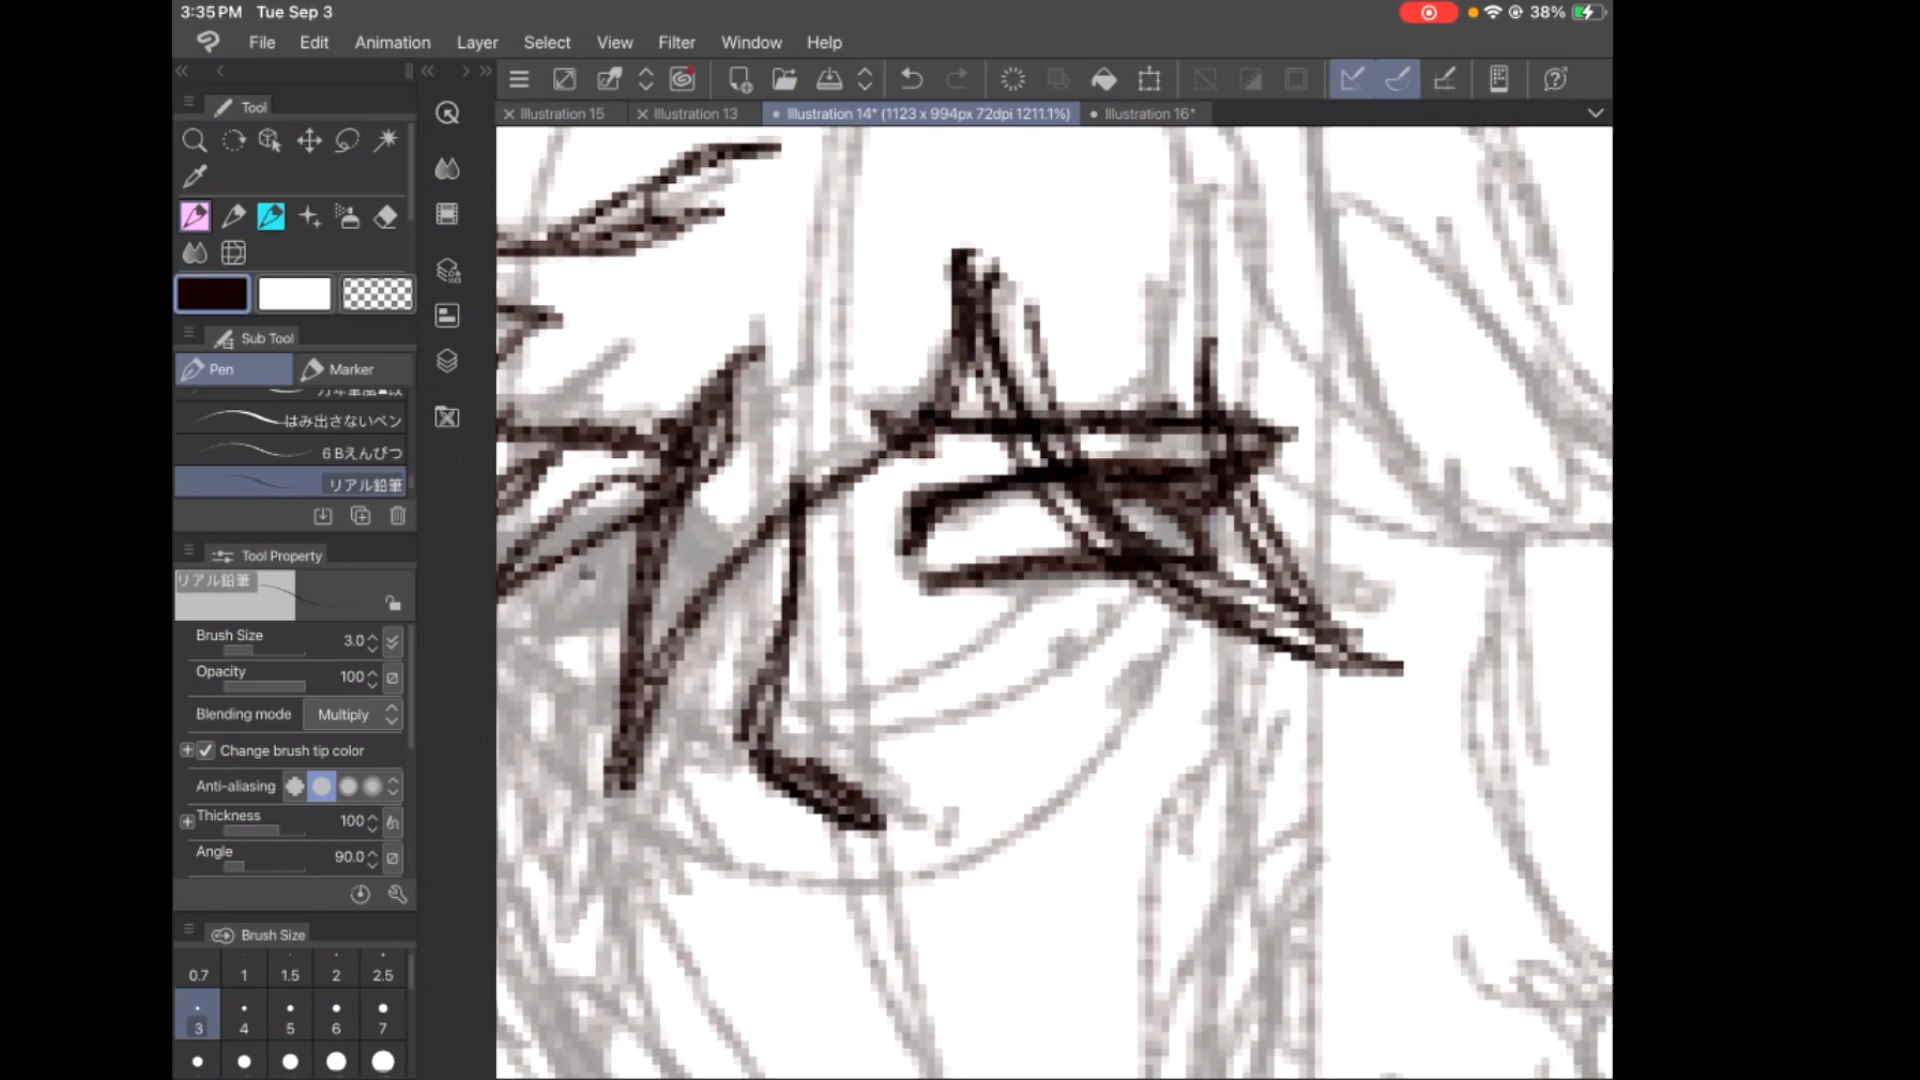 3:35 PM Tue Sep 3
38%
File Edit Animation Layer Select View Filter Window Help
Tool
Illustration 15
Illustration 13
Illustration 14* (1123 x 994px 72dpi 1211.1%)
Illustration 16*
Sub Tool
Pen
Marker
はみ出さないペン
6Bえんぴつ
リアル鉛筆
Tool Property
リアル鉛筆
Brush Size 3.0
Opacity 100
Blending mode Multiply
Change brush tip color
Anti-aliasing
Thickness 100
Angle 90.0
Brush Size
0.7 1 1.5 2 2.5
3 4 5 6 7